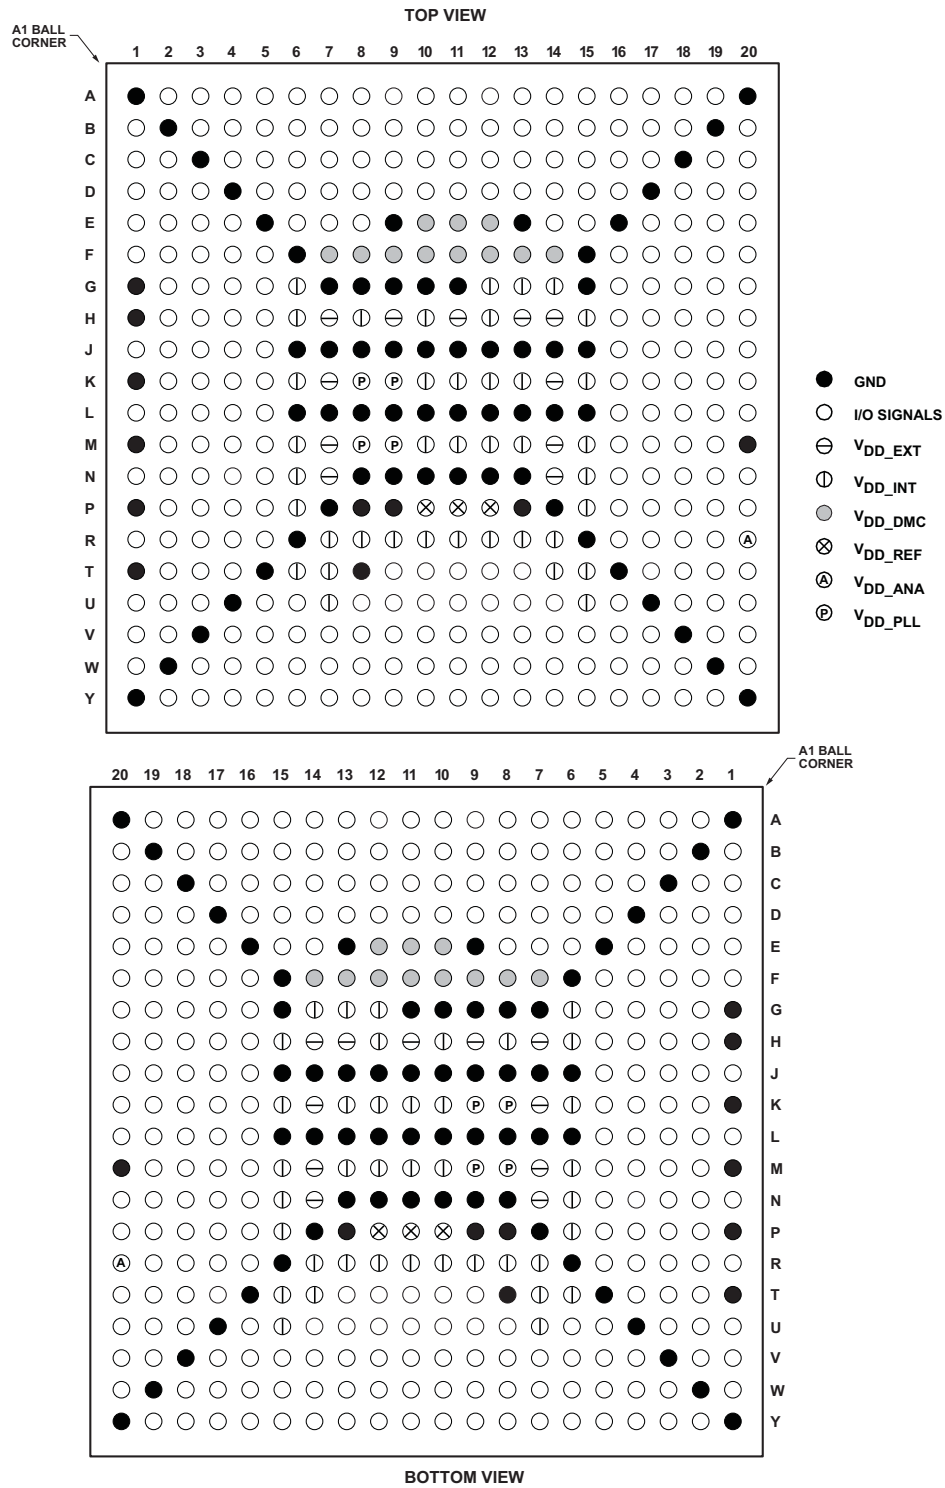 TOP VIEW
A1 BALL
CORNER
1 2 3 4 5 6 7 8 9 10 11 12 13 14 15 16 17 18 19 20
A
B
C
D
E
F
G
H
J
K P P
L
M P P
N
P
R A
T
U
V
W
Y
GND
I/O SIGNALS
VDD_EXT
VDD_INT
VDD_DMC
VDD_REF
A VDD_ANA
P VDD_PLL
A1 BALL
CORNER
20 19 18 17 16 15 14 13 12 11 10 9 8 7 6 5 4 3 2 1
A
B
C
D
E
F
G
H
J
P P K
L
P P M
N
P
A R
T
U
V
W
Y
BOTTOM VIEW